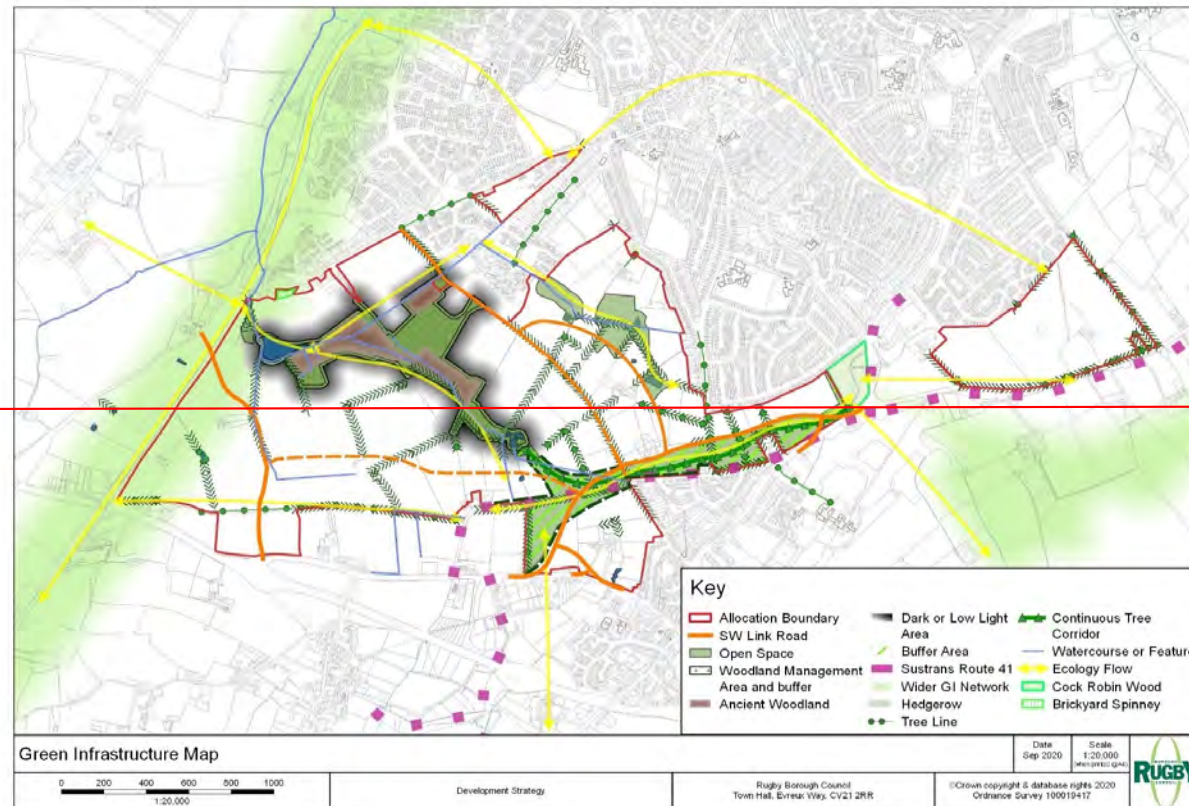 Key
Allocation Boundary
SW Link Road
Open Space
Woodland Management
Area and buffer
Ancient Woodland
Dark or Low Light
Area
Buffer Area
Sustrans Route 41
Wider GI Network
Hedgerow
Tree Line
Continuous Tree
Corridor
Watercourse or Feature
Ecology Flow
Cock Robin Wood
Brickyard Spinney
Green Infrastructure Map
Date
Sep 2020
Scale
1:20,000
0 200 400 600 800 1000
1:20,000
Development Strategy
Rugby Borough Council
Town Hall, Evreux Way, CV21 2RR
©Crown copyright & database rights 2020
Ordnance Survey 100019417
RUGBY